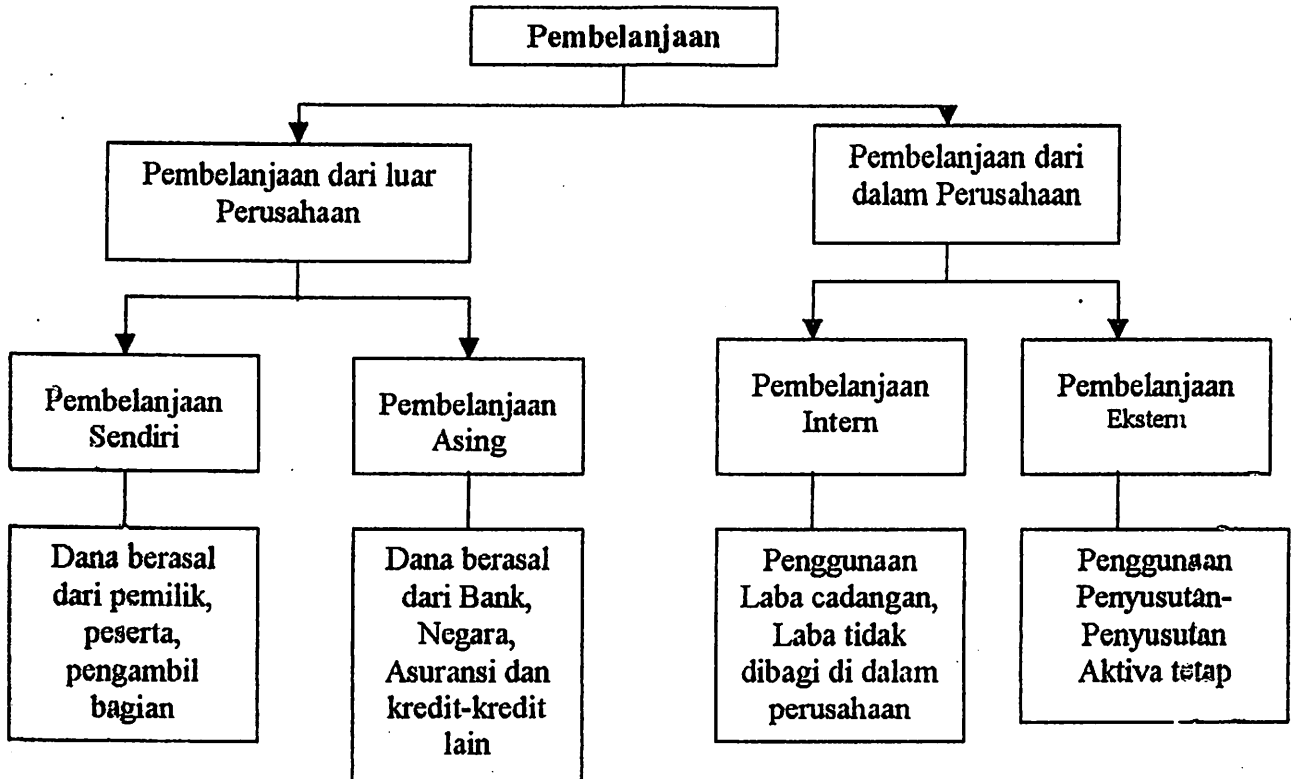 Pembelanjaan
Pembelanjaan dari luar
Perusahaan
Pembelanjaan dari
dalam Perusahaan
Pembelanjaan
Sendiri
Pembelanjaan
Asing
Pembelanjaan
Intern
Pembelanjaan
Ekstern
Dana berasal
dari pemilik,
peserta,
pengambil
bagian
Dana berasal
dari Bank,
Negara,
Asuransi dan
kredit-kredit
lain
Penggunaan
Laba cadangan,
Laba tidak
dibagi di dalam
perusahaan
Penggunaan
Penyusutan-
Penyusutan
Aktiva tetap